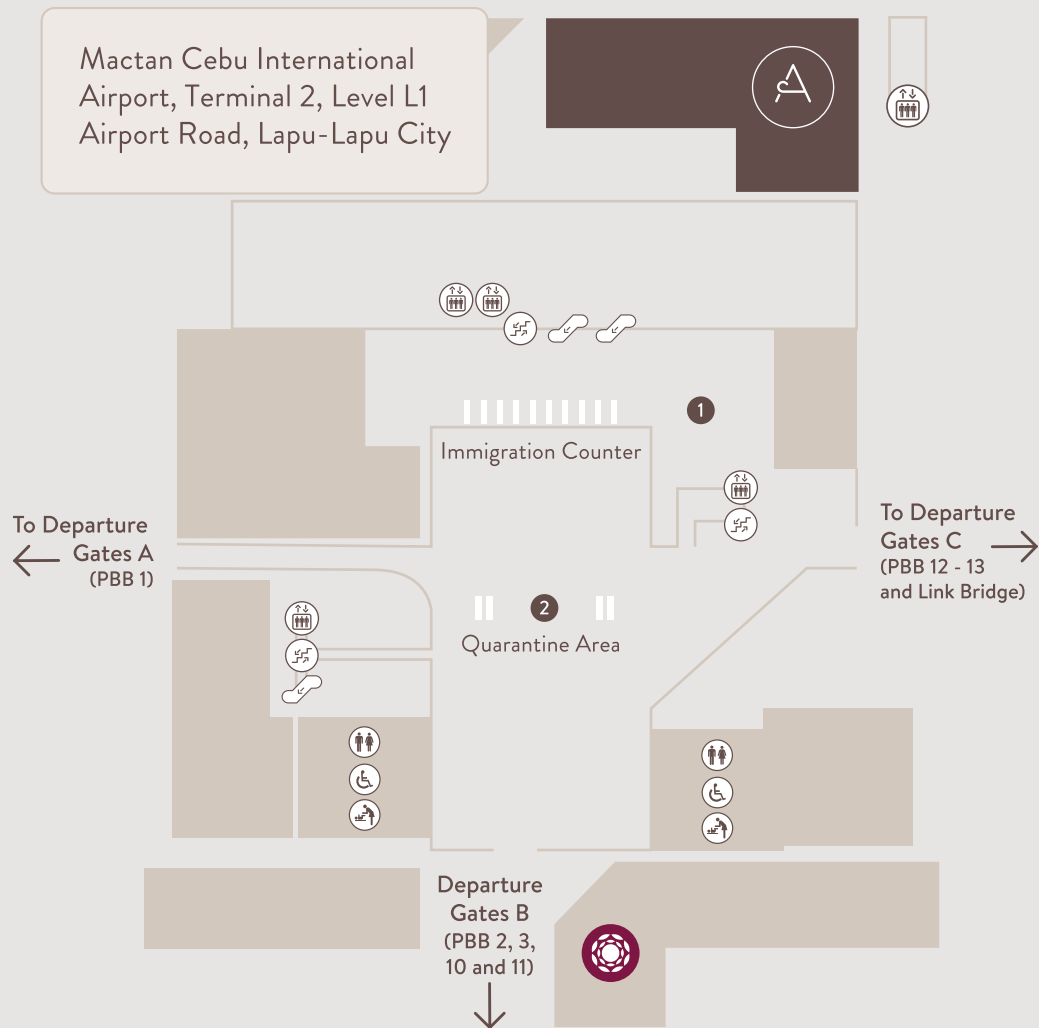 Mactan Cebu International
Airport, Terminal 2, Level L1
Airport Road, Lapu-Lapu City
1
Immigration Counter
To Departure
Gates A
(PBB 1)
To Departure
Gates C
(PBB 12 - 13
and Link Bridge)
2
Quarantine Area
Departure
Gates B
(PBB 2, 3,
10 and 11)